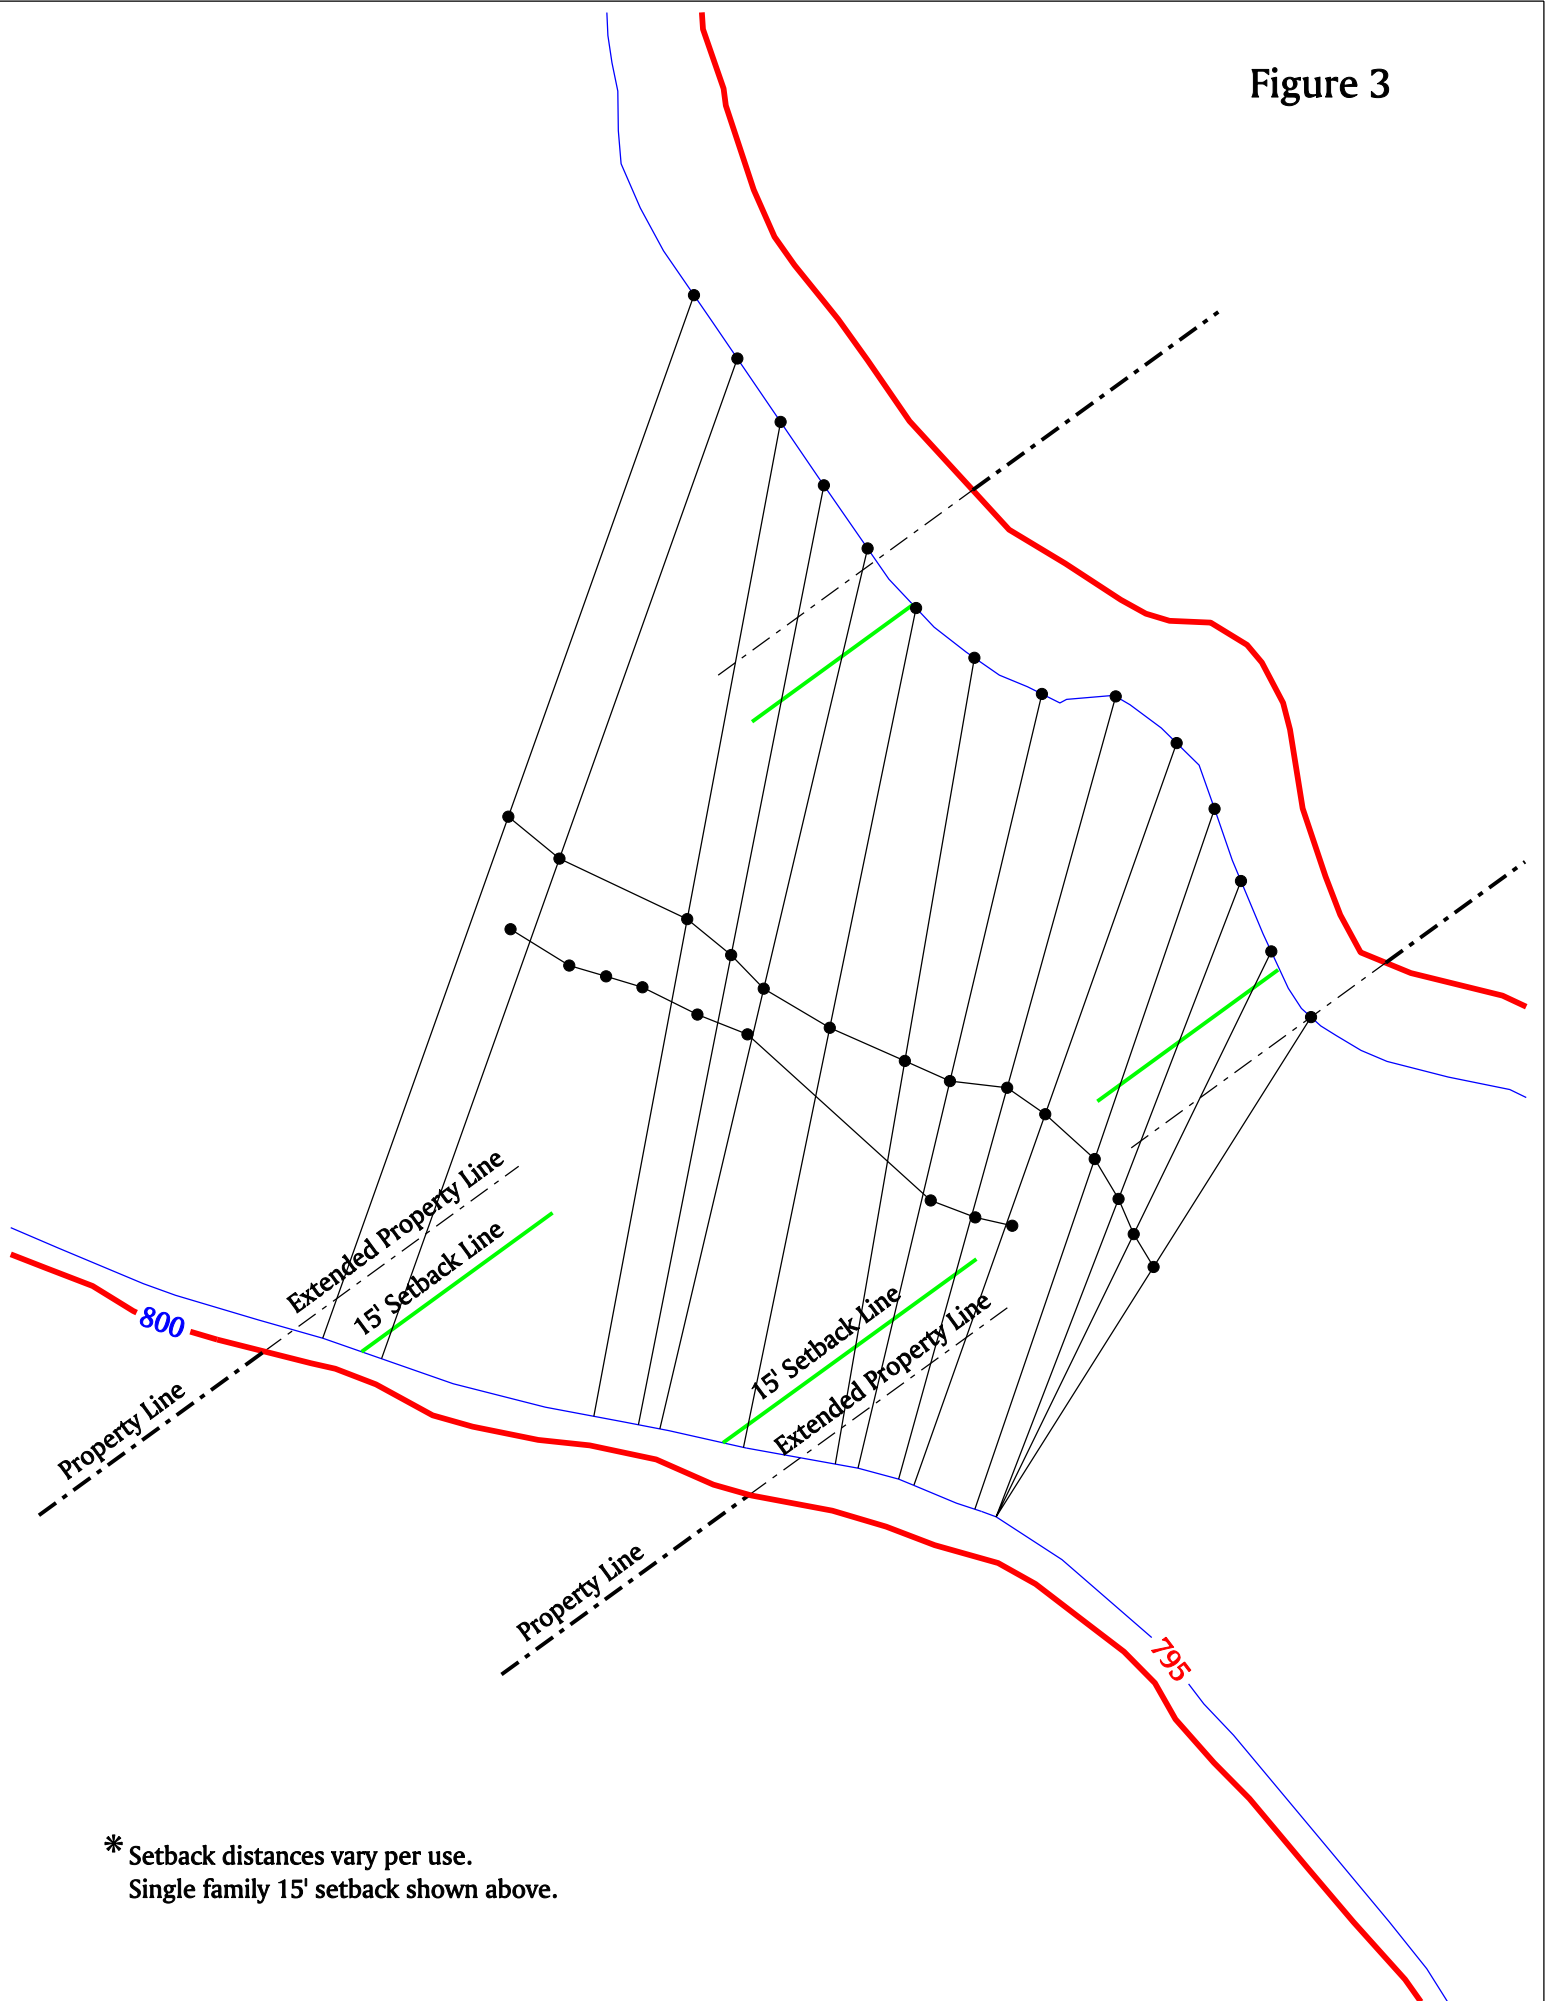 Figure 3
Extended Property Line
15' Setback Line
800
Property Line
15' Setback Line
Extended Property Line
Property Line
795
* Setback distances vary per use.
Single family 15' setback shown above.